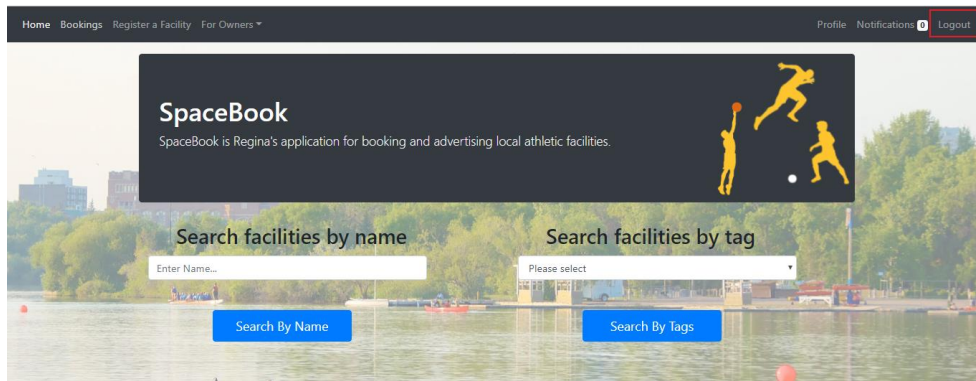 Home Bookings Register a Facility For Owners Profile Notifications 0 Logout
SpaceBook
SpaceBook is Regina's application for booking and advertising local athletic facilities.
Search facilities by name
Search facilities by tag
Enter Name...
Please select
Search By Name
Search By Tags